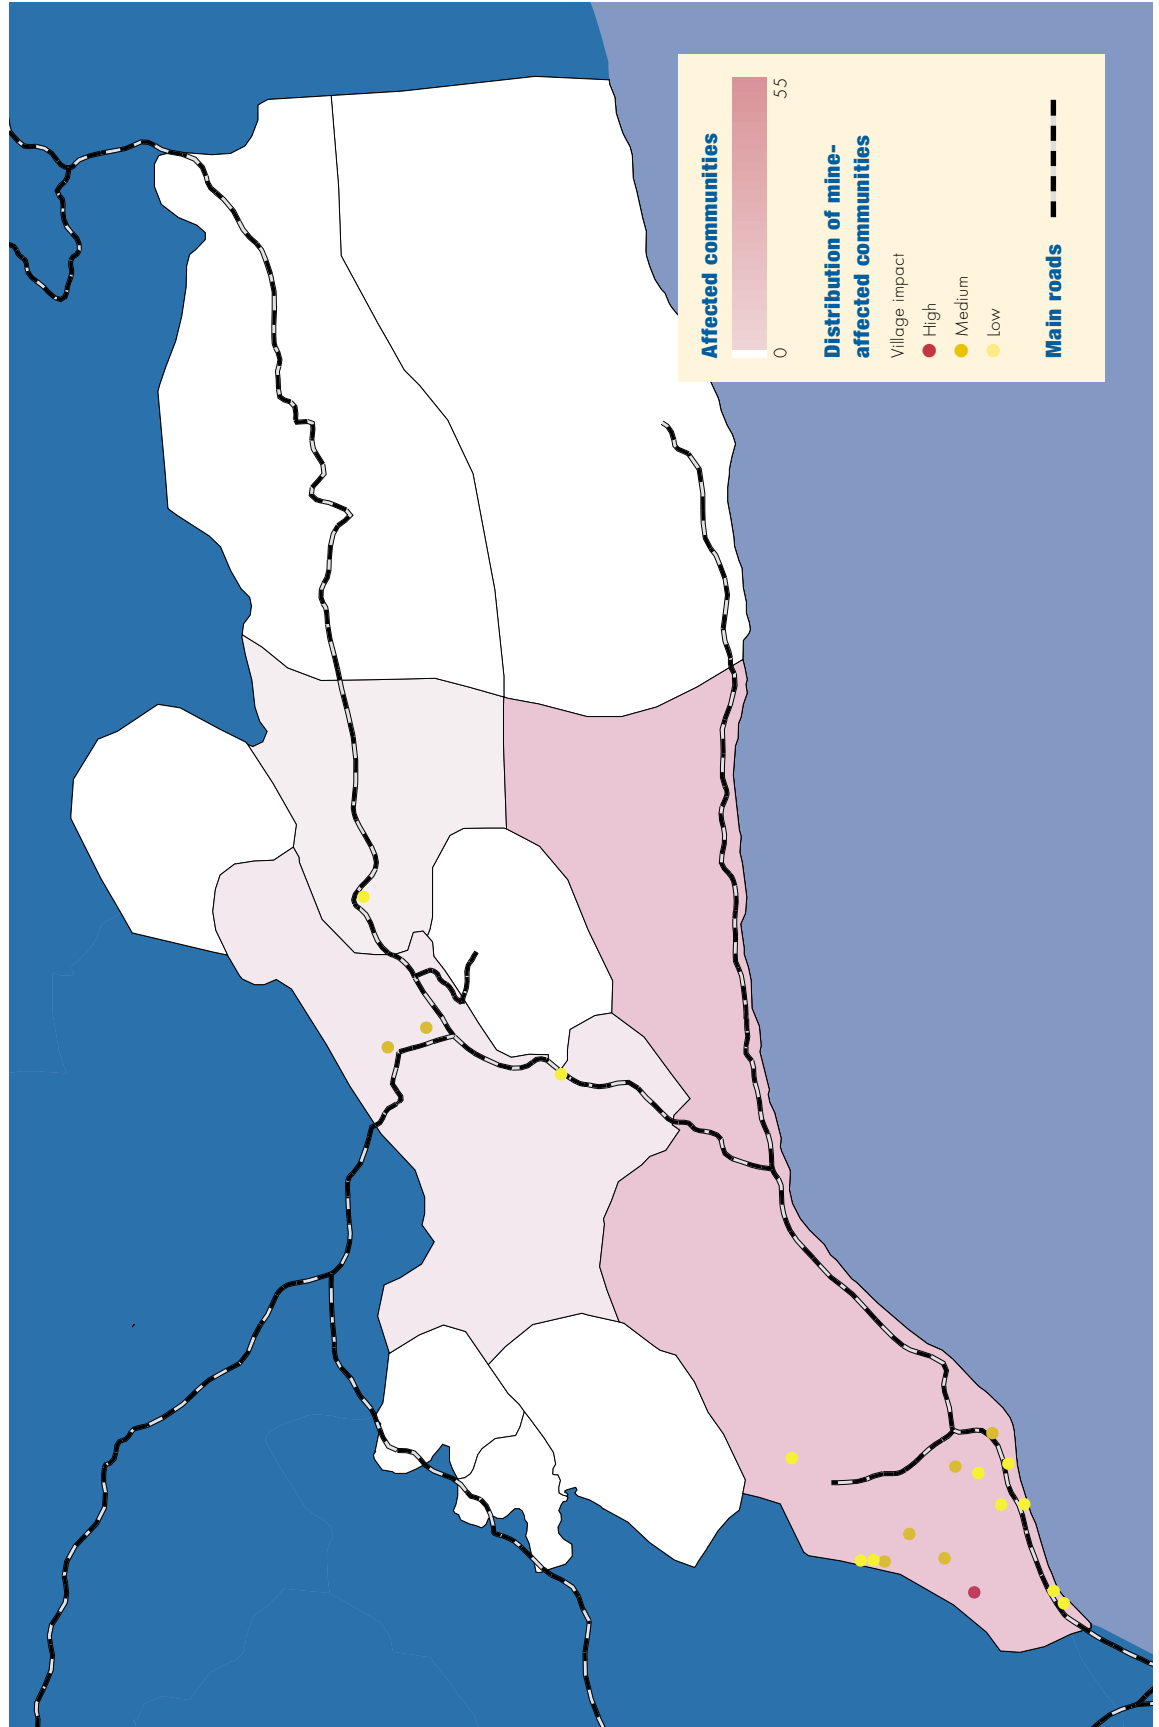 Affected communities
0
55
Distribution of mine-
affected communities
Village impact
High
Medium
Low
Main roads